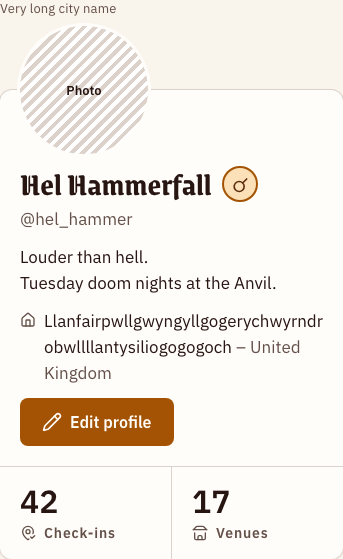 Very long city name
Photo
Hel Hammerfall
@hel_hammer
Louder than hell.
Tuesday doom nights at the Anvil.
Llanfairpwllgwyngyllgogerychwyrndr
obwllllantysiliogogogoch – United
Kingdom
Edit profile
42 17
Check-ins Venues